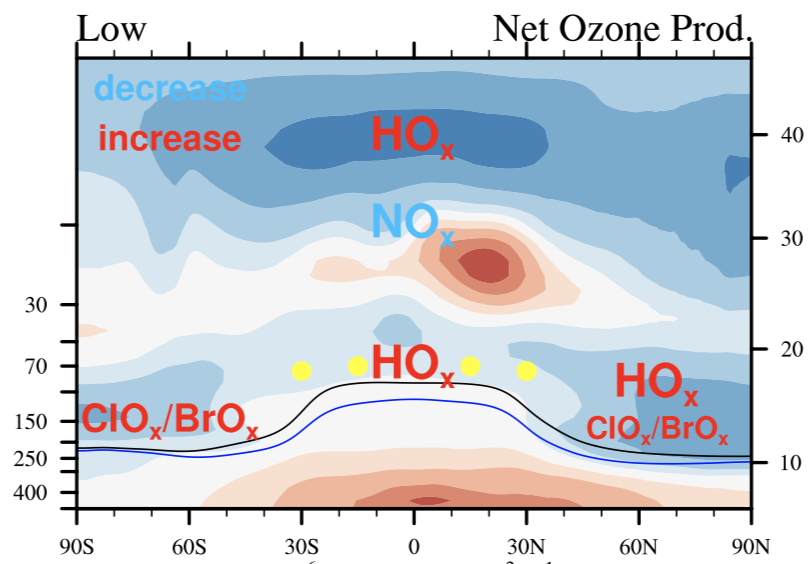 Low Net Ozone Prod.
decrease
increase
HOx
40
NOx
30
30
20
70
HOx
HOx
ClOx/BrOx
ClOx/BrOx
150
250
10
400
90S 60S 30S 0 30N 60N 90N